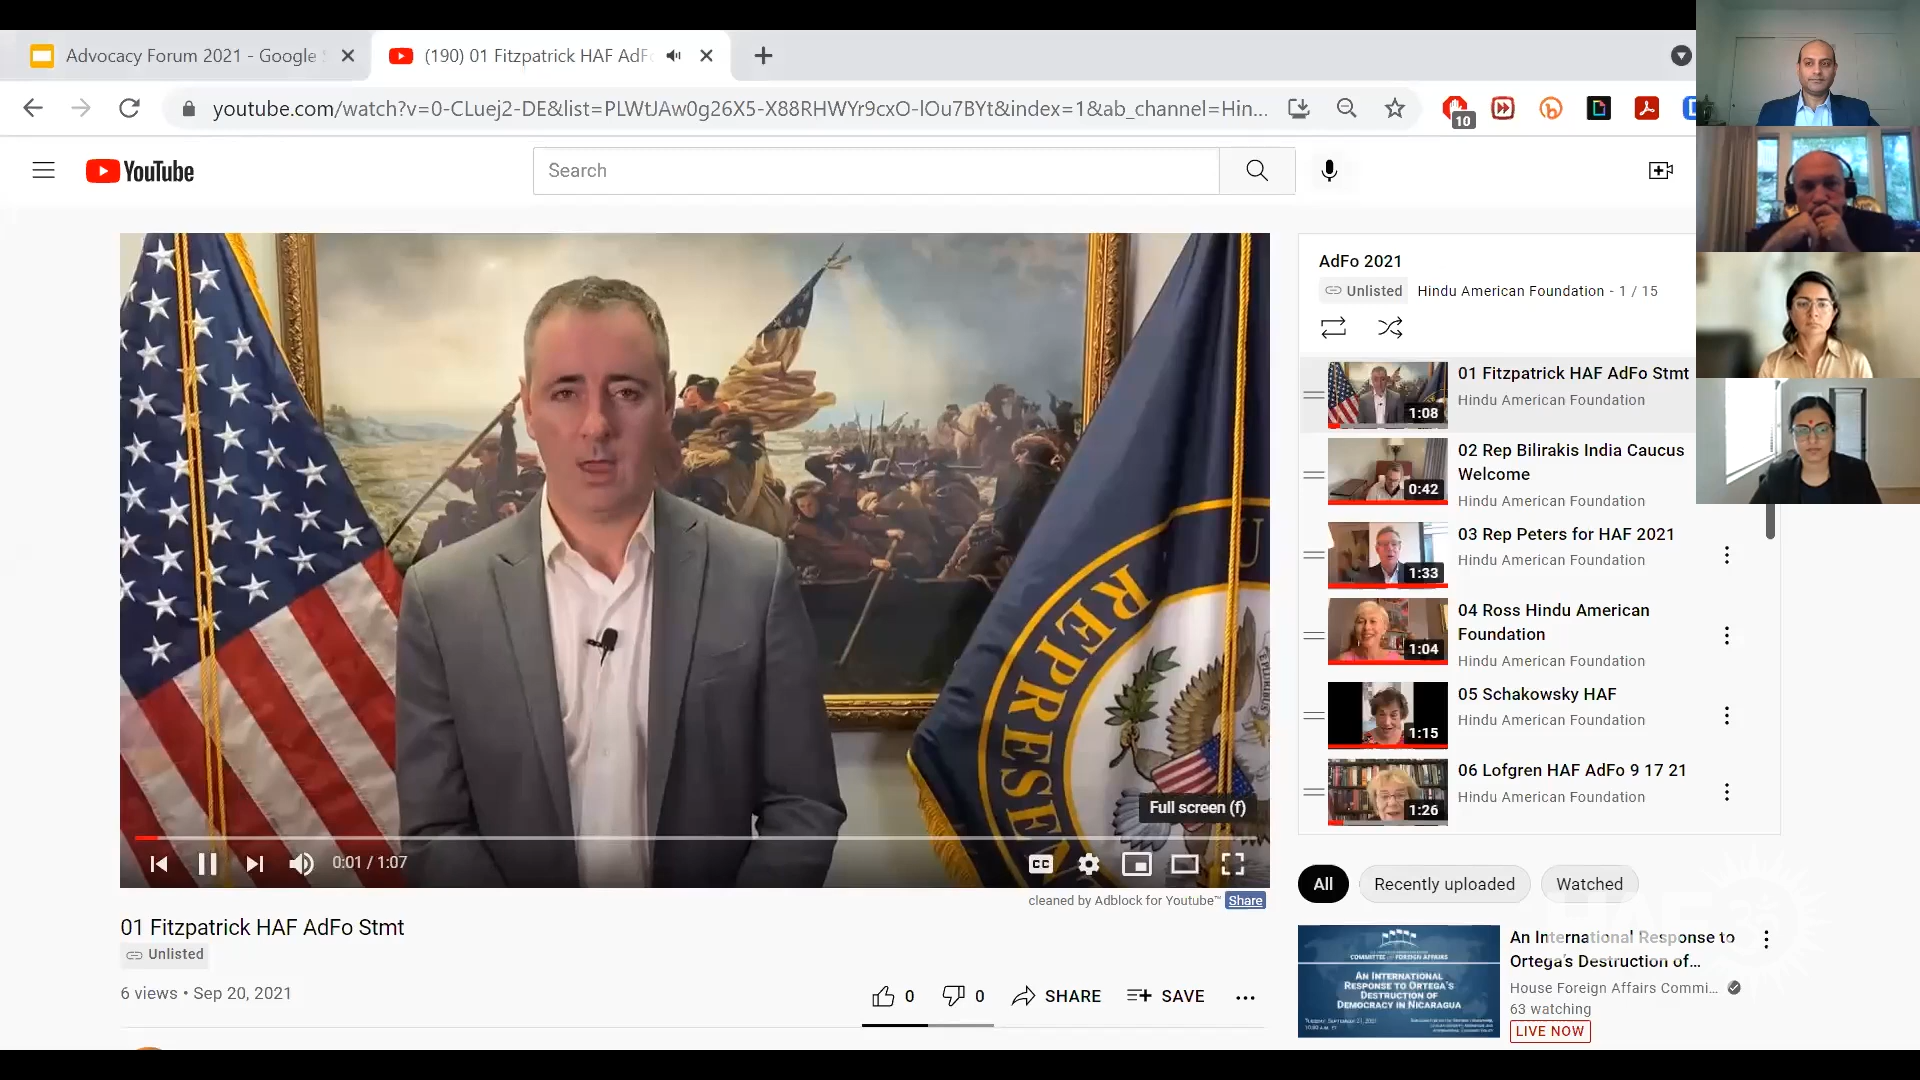 Advocacy Forum 2021 - Google
(190) 01 Fitzpatrick HAF AdFo
youtube.com/watch?v=0-CLuej2-DE&list=PLWtJAw0g26X5-X88RHWYr9cxO-lOu7BYt&index=1&ab_channel=Hin...
10
YouTube
Search
REPRESE
U
Full screen (f)
0:01 / 1:07
CC
cleaned by Adblock for Youtube™ Share
01 Fitzpatrick HAF AdFo Stmt
Unlisted
6 views • Sep 20, 2021
0
0
SHARE
SAVE
AdFo 2021
Unlisted
Hindu American Foundation - 1 / 15
1:08
01 Fitzpatrick HAF AdFo Stmt
Hindu American Foundation
0:42
02 Rep Bilirakis India Caucus
Welcome
Hindu American Foundation
1:33
03 Rep Peters for HAF 2021
Hindu American Foundation
1:04
04 Ross Hindu American
Foundation
Hindu American Foundation
1:15
05 Schakowsky HAF
Hindu American Foundation
1:26
06 Lofgren HAF AdFo 9 17 21
Hindu American Foundation
All
Recently uploaded
Watched
COMMITTEE FOREIGN AFFAIRS
AN INTERNATIONAL
RESPONSE TO ORTEGA'S
DESTRUCTION OF
DEMOCRACY IN NICARAGUA
An International Response to
Ortega's Destruction of...
House Foreign Affairs Commi...
63 watching
LIVE NOW
HAF